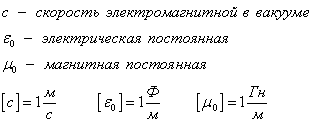 c – скорость электромагнитной в вакууме
ε₀ – электрическая постоянная
μ₀ – магнитная постоянная
[c]=1 м/с [ε₀]=1 Ф/м [μ₀]=1 Гн/м